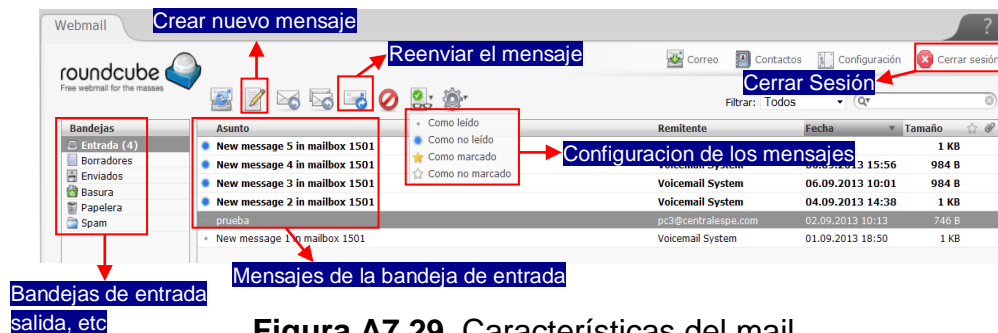 Webmail
Crear nuevo mensaje
?
Reenviar el mensaje
roundcube
Free webmail for the masses
Correo
Contactos
Configuración
Cerrar sesión
Cerrar Sesión
Filtrar: Todos
Bandejas
Asunto
Remitente
Fecha
Tamaño
Como leído
Como no leído
Como marcado
Como no marcado
Configuracion de los mensajes
Entrada (4)
Borradores
Enviados
Basura
Papelera
Spam
New message 5 in mailbox 1501
1 KB
New message 4 in mailbox 1501
Voicemail System
06.09.2013 15:56
984 B
New message 3 in mailbox 1501
Voicemail System
06.09.2013 10:01
984 B
New message 2 in mailbox 1501
Voicemail System
04.09.2013 14:38
1 KB
prueba
pc3@centralespe.com
02.09.2013 10:13
746 B
New message 1 in mailbox 1501
Voicemail System
01.09.2013 18:50
1 KB
Mensajes de la bandeja de entrada
Bandejas de entrada
salida, etc
Figura A7.29. Características del mail